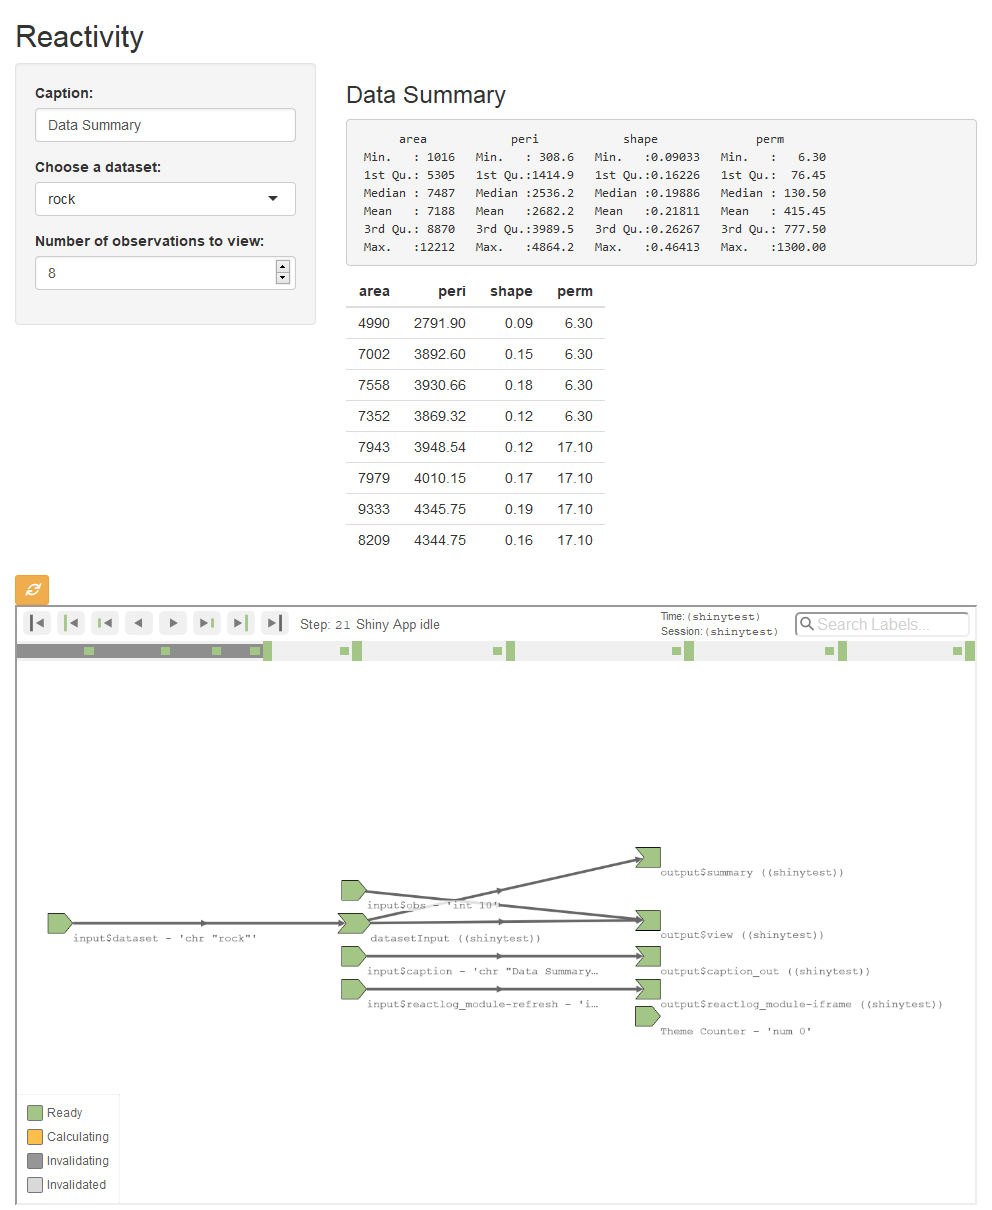 Reactivity
Caption:
Data Summary
Choose a dataset:
rock
Number of observations to view:
8
Data Summary
area peri shape perm
Min. : 1016 Min. : 308.6 Min. :0.09033 Min. : 6.30
1st Qu.: 5305 1st Qu.:1414.9 1st Qu.:0.16226 1st Qu.: 76.45
Median : 7487 Median :2536.2 Median :0.19886 Median : 130.50
Mean : 7188 Mean :2682.2 Mean :0.21811 Mean : 415.45
3rd Qu.: 8870 3rd Qu.:3989.5 3rd Qu.:0.26267 3rd Qu.: 777.50
Max. :12212 Max. :4864.2 Max. :0.46413 Max. :1300.00
area peri shape perm
4990 2791.90 0.09 6.30
7002 3892.60 0.15 6.30
7558 3930.66 0.18 6.30
7352 3869.32 0.12 6.30
7943 3948.54 0.12 17.10
7979 4010.15 0.17 17.10
9333 4345.75 0.19 17.10
8209 4344.75 0.16 17.10
Step: 21 Shiny App idle
Time: (shinytest)
Session: (shinytest)
Search Labels...
output$summary ((shinytest))
input$obs - 'int 10'
output$view ((shinytest))
input$dataset - 'chr "rock"'
datasetInput ((shinytest))
input$caption - 'chr "Data Summary…
output$caption_out ((shinytest))
input$reactlog_module-refresh - 'i…
output$reactlog_module-iframe ((shinytest))
Theme Counter - 'num 0'
Ready
Calculating
Invalidating
Invalidated